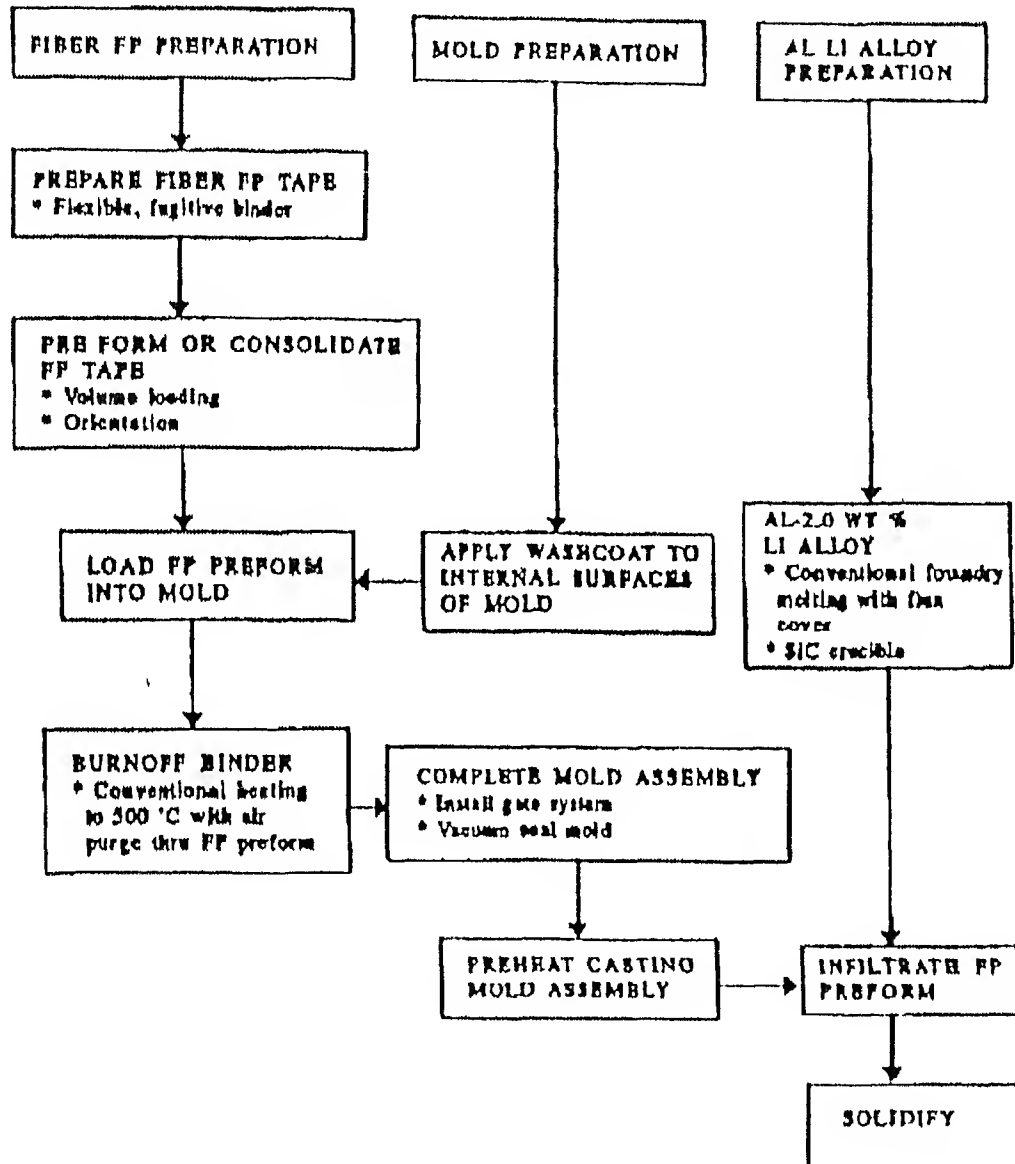 FIBER FP PREPARATION
MOLD PREPARATION
AL LI ALLOY
PREPARATION
PREPARE FIBER FP TAPE
* Flexible, fugitive binder
PRE FORM OR CONSOLIDATE
FP TAPE
* Volume loading
* Orientation
LOAD FP PREFORM
INTO MOLD
APPLY WASHCOAT TO
INTERNAL SURFACES
OF MOLD
AL-2.0 WT %
LI ALLOY
* Conventional foundry
melting with flux
cover
* SiC crucible
BURNOFF BINDER
* Conventional heating
to 500 °C with air
purge thru FP preform
COMPLETE MOLD ASSEMBLY
* Install gate system
* Vacuum seal mold
PREHEAT CASTING
MOLD ASSEMBLY
INFILTRATE FP
PREFORM
SOLIDIFY